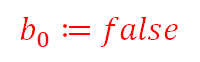 b₀ ≔ false